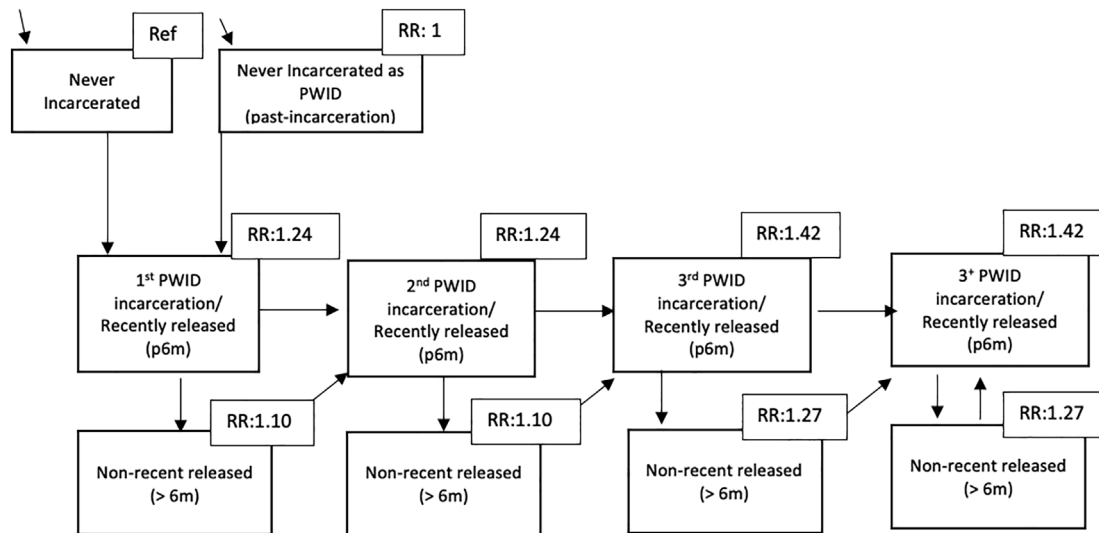 Ref
Never
Incarcerated
RR: 1
Never Incarcerated as
PWID
(past-incarceration)
RR:1.24
1st PWID
incarceration/
Recently released
(p6m)
RR:1.24
2nd PWID
incarceration/
Recently released
(p6m)
RR:1.42
3rd PWID
incarceration/
Recently released
(p6m)
RR:1.42
3+ PWID
incarceration/
Recently released
(p6m)
RR:1.10
Non-recent released
(> 6m)
RR:1.10
Non-recent released
(> 6m)
RR:1.27
Non-recent released
(> 6m)
RR:1.27
Non-recent released
(> 6m)